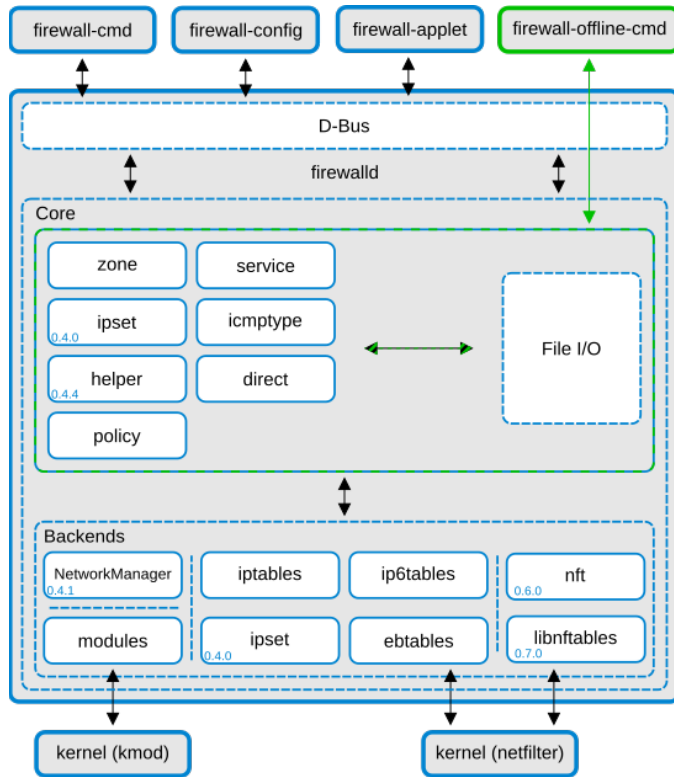 firewall-cmd
firewall-config
firewall-applet
firewall-offline-cmd
D-Bus
firewalld
Core
zone
service
ipset
0.4.0
icmptype
helper
0.4.4
direct
policy
File I/O
Backends
NetworkManager
0.4.1
iptables
ip6tables
nft
0.6.0
modules
ipset
0.4.0
ebtables
libnftables
0.7.0
kernel (kmod)
kernel (netfilter)